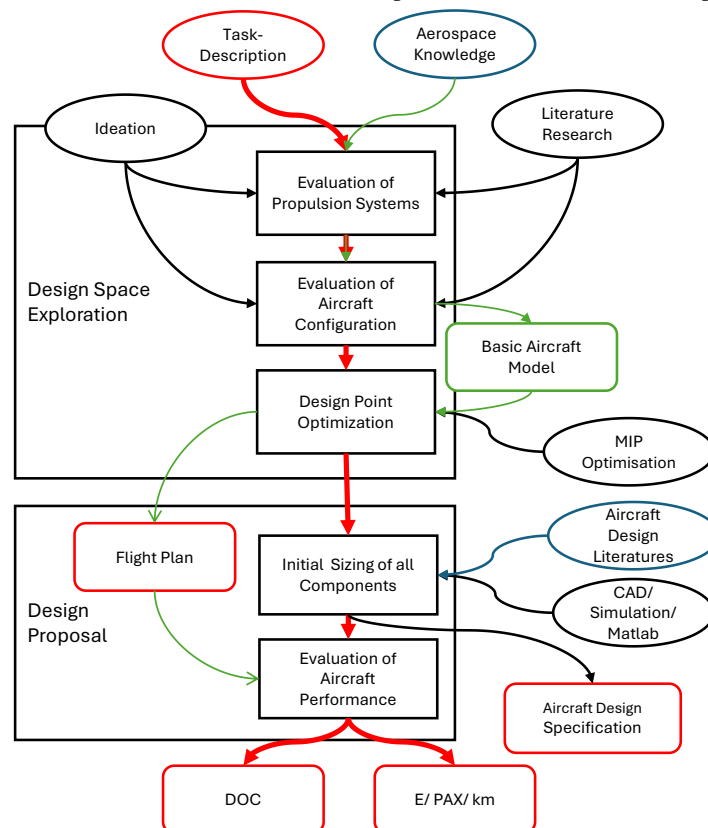 Task-
Description
Aerospace
Knowledge
Ideation
Literature
Research
Evaluation of
Propulsion Systems
Design Space
Exploration
Evaluation of
Aircraft
Configuration
Basic Aircraft
Model
Design Point
Optimization
MIP
Optimisation
Flight Plan
Aircraft
Design
Literatures
Initial  Sizing of all
Components
CAD/
Simulation/
Matlab
Design
Proposal
Evaluation of
Aircraft
Performance
Aircraft Design
Specification
DOC
E/ PAX/ km